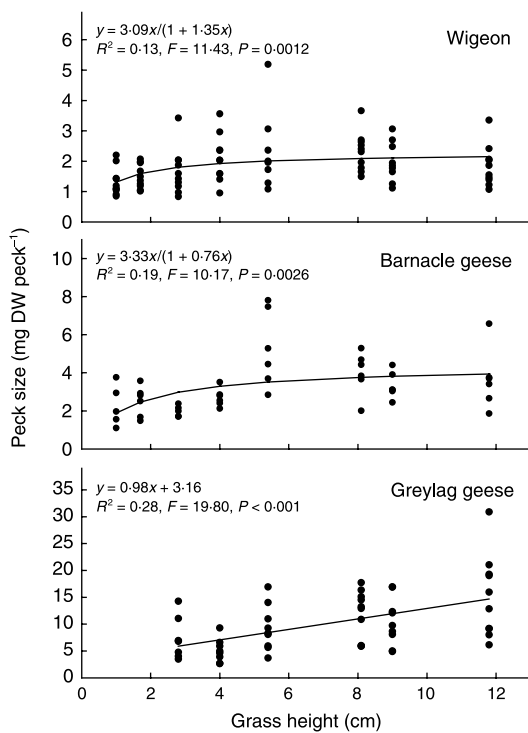 y = 3·09x/(1 + 1·35x)
R² = 0·13, F = 11·43, P = 0·0012
Wigeon
6
5
4
3
2
1
0
y = 3·33x/(1 + 0·76x)
R² = 0·19, F = 10·17, P = 0·0026
Barnacle geese
10
8
6
4
2
0
Peck size (mg DW peck⁻¹)
y = 0·98x + 3·16
R² = 0·28, F = 19·80, P < 0·001
Greylag geese
35
30
25
20
15
10
5
0
0 2 4 6 8 10 12
Grass height (cm)